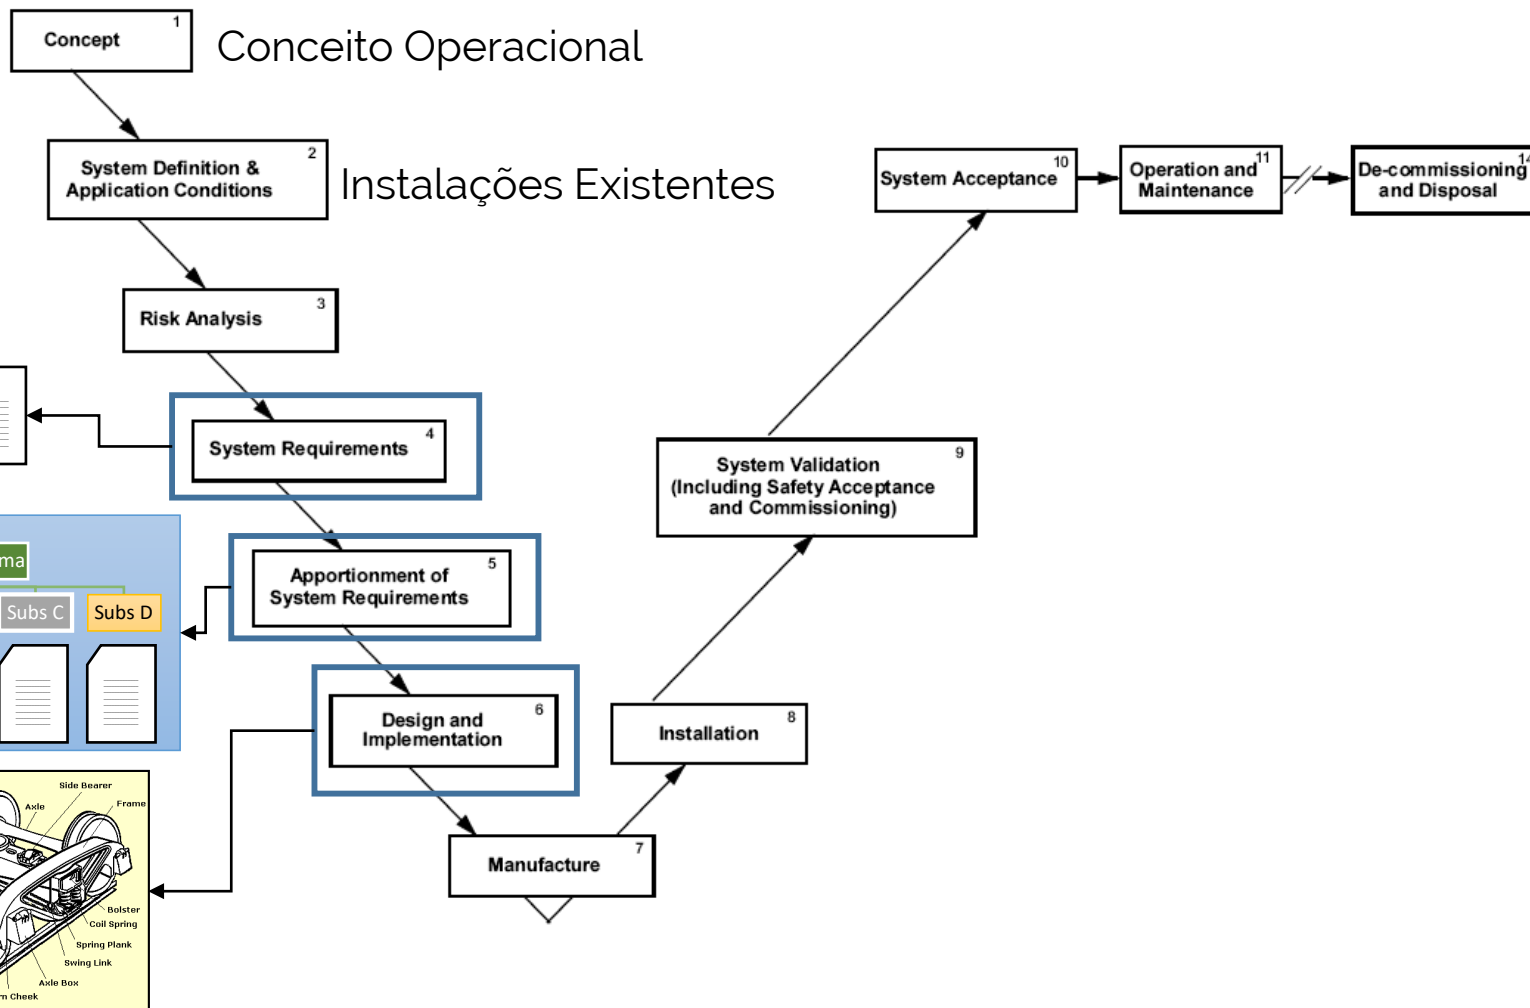 1
Concept
Conceito Operacional
2
System Definition &
Application Conditions
Instalações Existentes
10
System Acceptance
11
Operation and
Maintenance
14
De-commissioning
and Disposal
3
Risk Analysis
4
System Requirements
9
System Validation
(Including Safety Acceptance
and Commissioning)
5
Apportionment of
System Requirements
ma
Subs C
Subs D
6
Design and
Implementation
8
Installation
7
Manufacture
Side Bearer
Axle
Frame
Bolster
Coil Spring
Spring Plank
Swing Link
Axle Box
Cheek